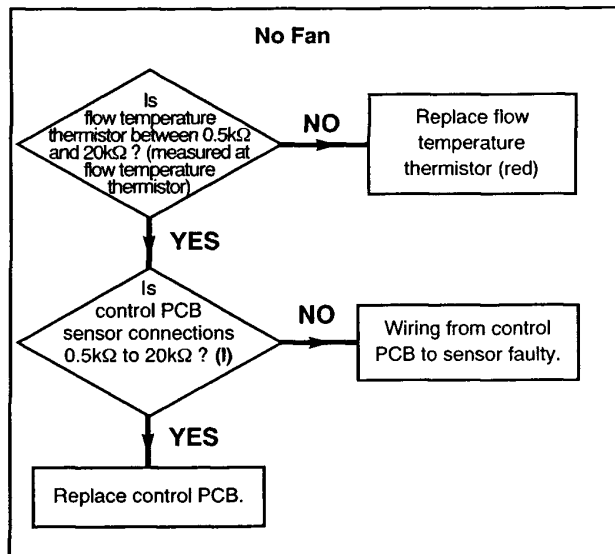 No Fan
Is
flow temperature
thermistor between 0.5kΩ
and 20kΩ ? (measured at
flow temperature
thermistor)
NO
Replace flow
temperature
thermistor (red)
YES
Is
control PCB
sensor connections
0.5kΩ to 20kΩ ? (I)
NO
Wiring from control
PCB to sensor faulty.
YES
Replace control PCB.